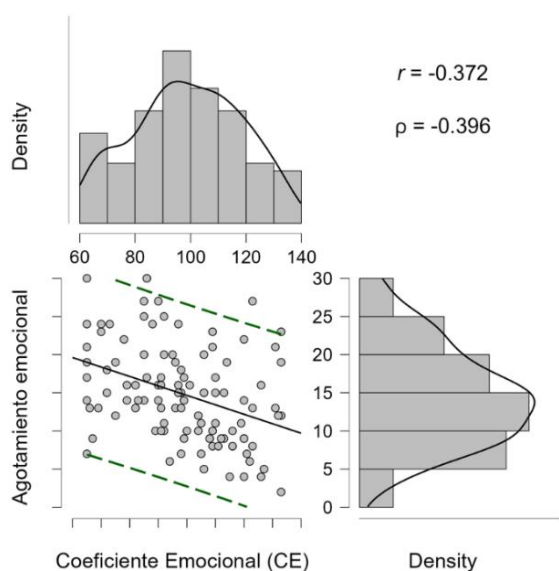 Density
r = -0.372
ρ = -0.396
60 80 100 120 140
Agotamiento emocional
30
25
20
15
10
5
0
Coeficiente Emocional (CE)
Density